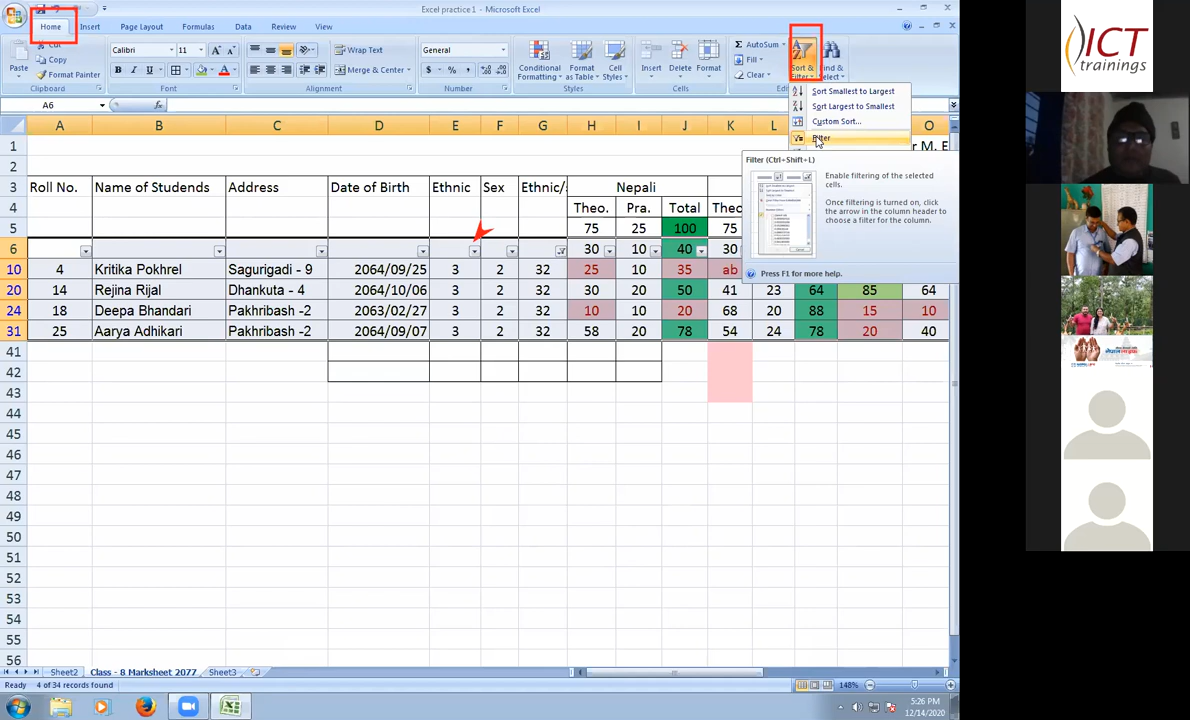 Excel practice 1 - Microsoft Excel
Home Insert Page Layout Formulas Data Review View
Cut
Copy
Format Painter
Paste
Clipboard
Calibri 11
B I U
Font
Wrap Text
Merge & Center
Alignment
General
$ % ,
Number
Conditional Formatting
Format as Table
Cell Styles
Styles
Insert Delete Format
Cells
AutoSum
Fill
Clear
Sort & Filter
Find & Select
Sort Smallest to Largest
Sort Largest to Smallest
Custom Sort...
Filter
Filter (Ctrl+Shift+L)
Enable filtering of the selected
cells.
Once filtering is turned on, click
the arrow in the column header to
choose a filter for the column.
Press F1 for more help.
A6 fx
A B C D E F G H I J K L M N O
1 r M. E
2
3 Roll No. Name of Studends Address Date of Birth Ethnic Sex Ethnic/s Nepali
4 Theo. Pra. Total Theo
5 75 25 100 75
6 30 10 40 30
10 4 Kritika Pokhrel Sagurigadi - 9 2064/09/25 3 2 32 25 10 35 ab
20 14 Rejina Rijal Dhankuta - 4 2064/10/06 3 2 32 30 20 50 41 23 64 85 64
24 18 Deepa Bhandari Pakhribash -2 2063/02/27 3 2 32 10 10 20 68 20 88 15 10
31 25 Aarya Adhikari Pakhribash -2 2064/09/07 3 2 32 58 20 78 54 24 78 20 40
41
42
43
44
45
46
47
48
49
50
51
52
53
54
55
56
Sheet2 Class - 8 Marksheet 2077 Sheet3
Ready 4 of 34 records found 148%
5:26 PM
12/14/2020
ICT
trainings